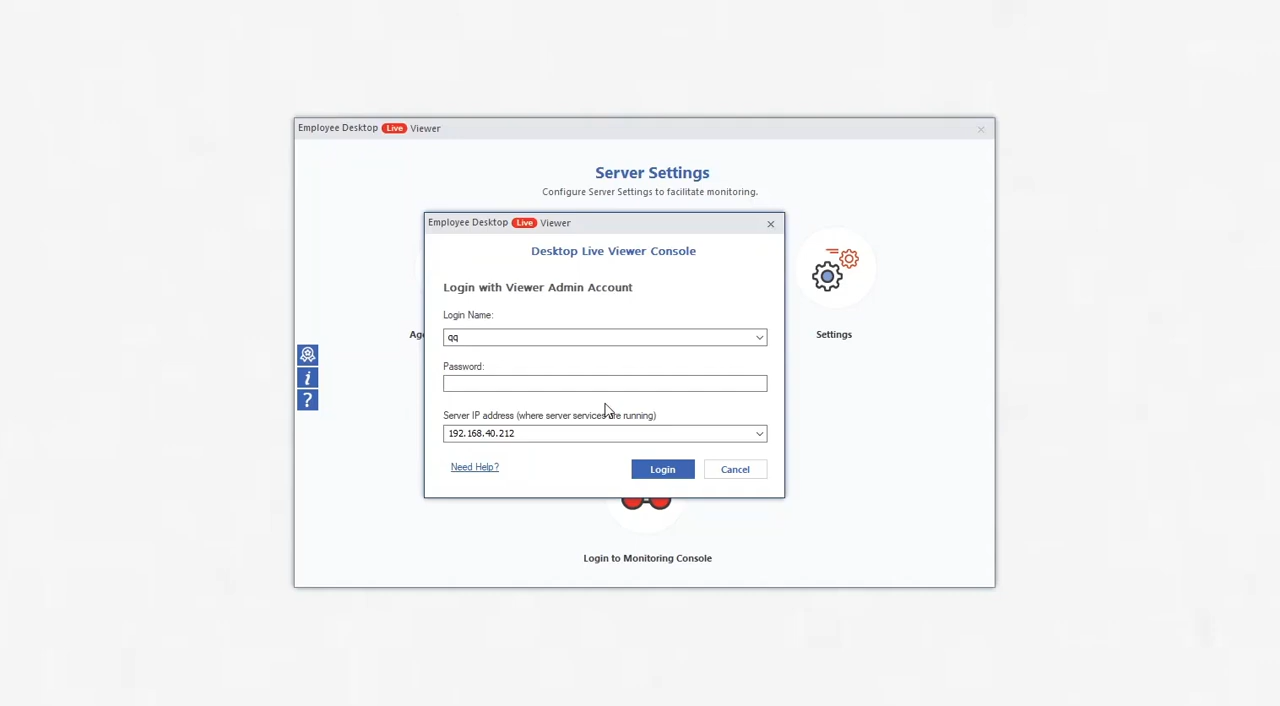 Employee Desktop Live Viewer
Server Settings
Configure Server Settings to facilitate monitoring.
Employee Desktop Live Viewer
Desktop Live Viewer Console
Login with Viewer Admin Account
Login Name:
qq
Password:
Server IP address (where server services are running)
192.168.40.212
Need Help?
Login
Cancel
Settings
Login to Monitoring Console